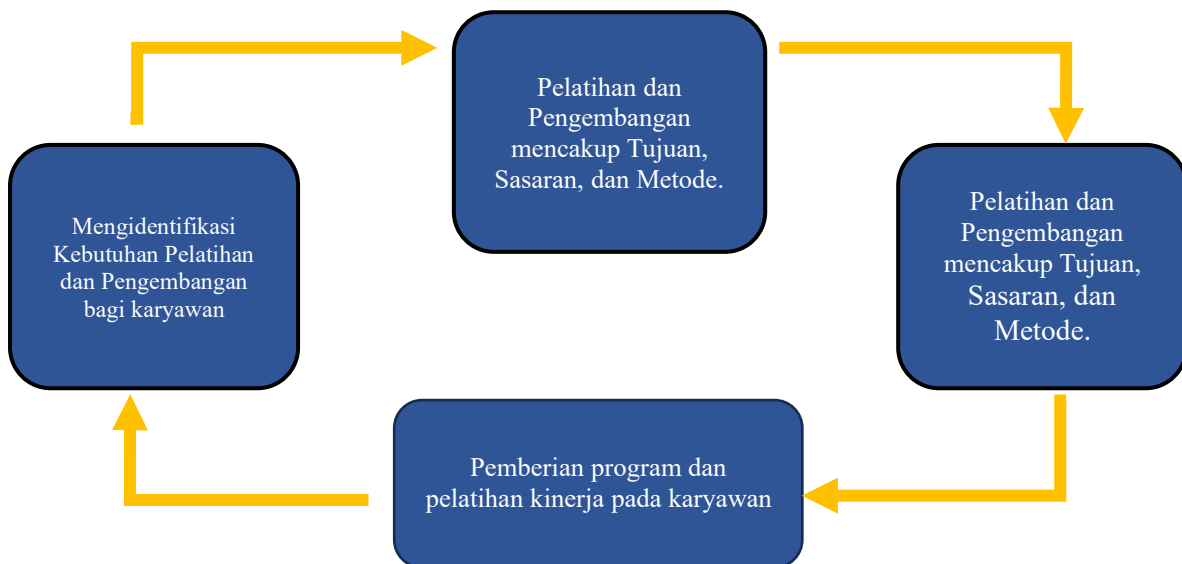 Pelatihan dan
Pengembangan
mencakup Tujuan,
Sasaran, dan Metode.
Pelatihan dan
Pengembangan
mencakup Tujuan,
Sasaran, dan
Metode.
Mengidentifikasi
Kebutuhan Pelatihan
dan Pengembangan
bagi karyawan
Pemberian program dan
pelatihan kinerja pada karyawan